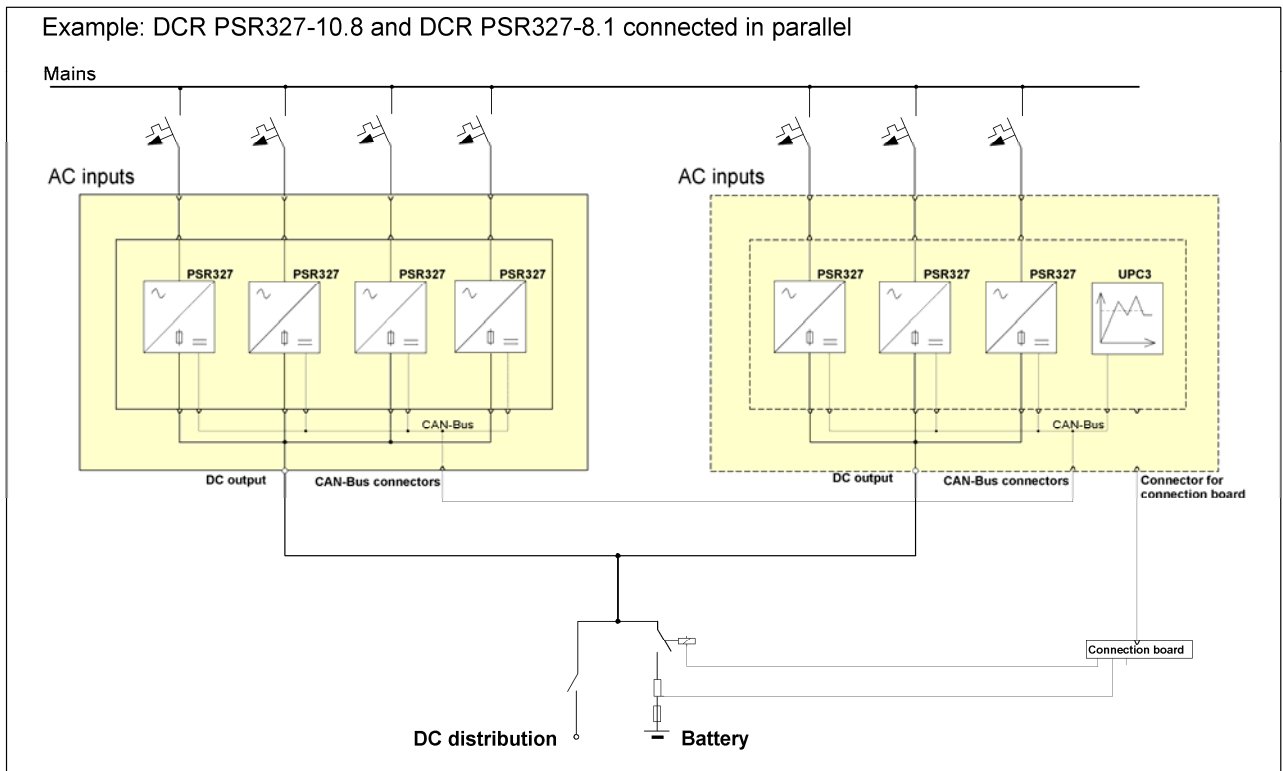 Example: DCR PSR327-10.8 and DCR PSR327-8.1 connected in parallel
Mains
AC inputs
AC inputs
PSR327 PSR327 PSR327 PSR327
PSR327 PSR327 PSR327 UPC3
CAN-Bus
CAN-Bus
DC output CAN-Bus connectors
DC output CAN-Bus connectors
Connector for
connection board
Connection board
DC distribution
Battery